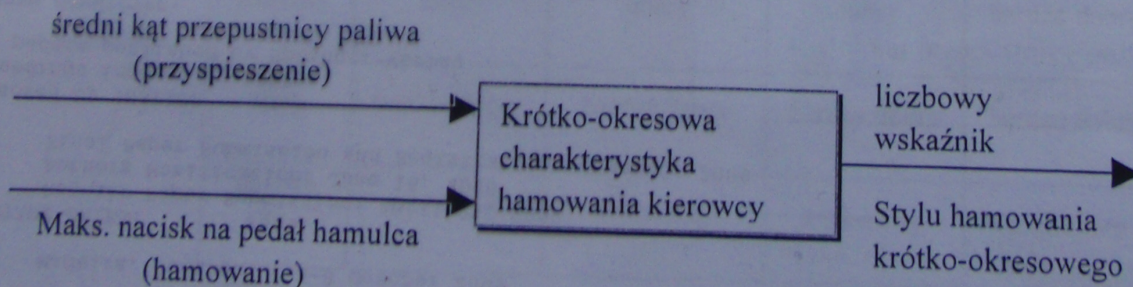 średni kąt przepustnicy paliwa
(przyspieszenie)
Maks. nacisk na pedał hamulca
(hamowanie)
Krótko-okresowa
charakterystyka
hamowania kierowcy
liczbowy
wskaźnik
Stylu hamowania
krótko-okresowego